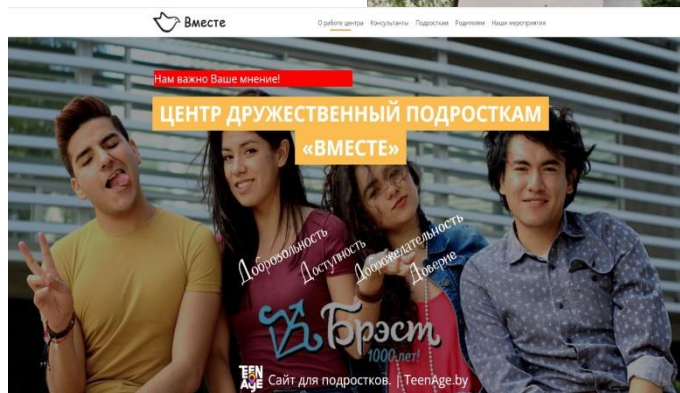 Вместе
О работе центра Консультанты Подросткам Родителям Наши мероприятия
Нам важно Ваше мнение!
ЦЕНТР ДРУЖЕСТВЕННЫЙ ПОДРОСТКАМ
«ВМЕСТЕ»
Добровольность
Доступность
Доброжелательность
Доверие
Брэст
1000 лет!
TEEN
AGE
Сайт для подростков. | TeenAge.by